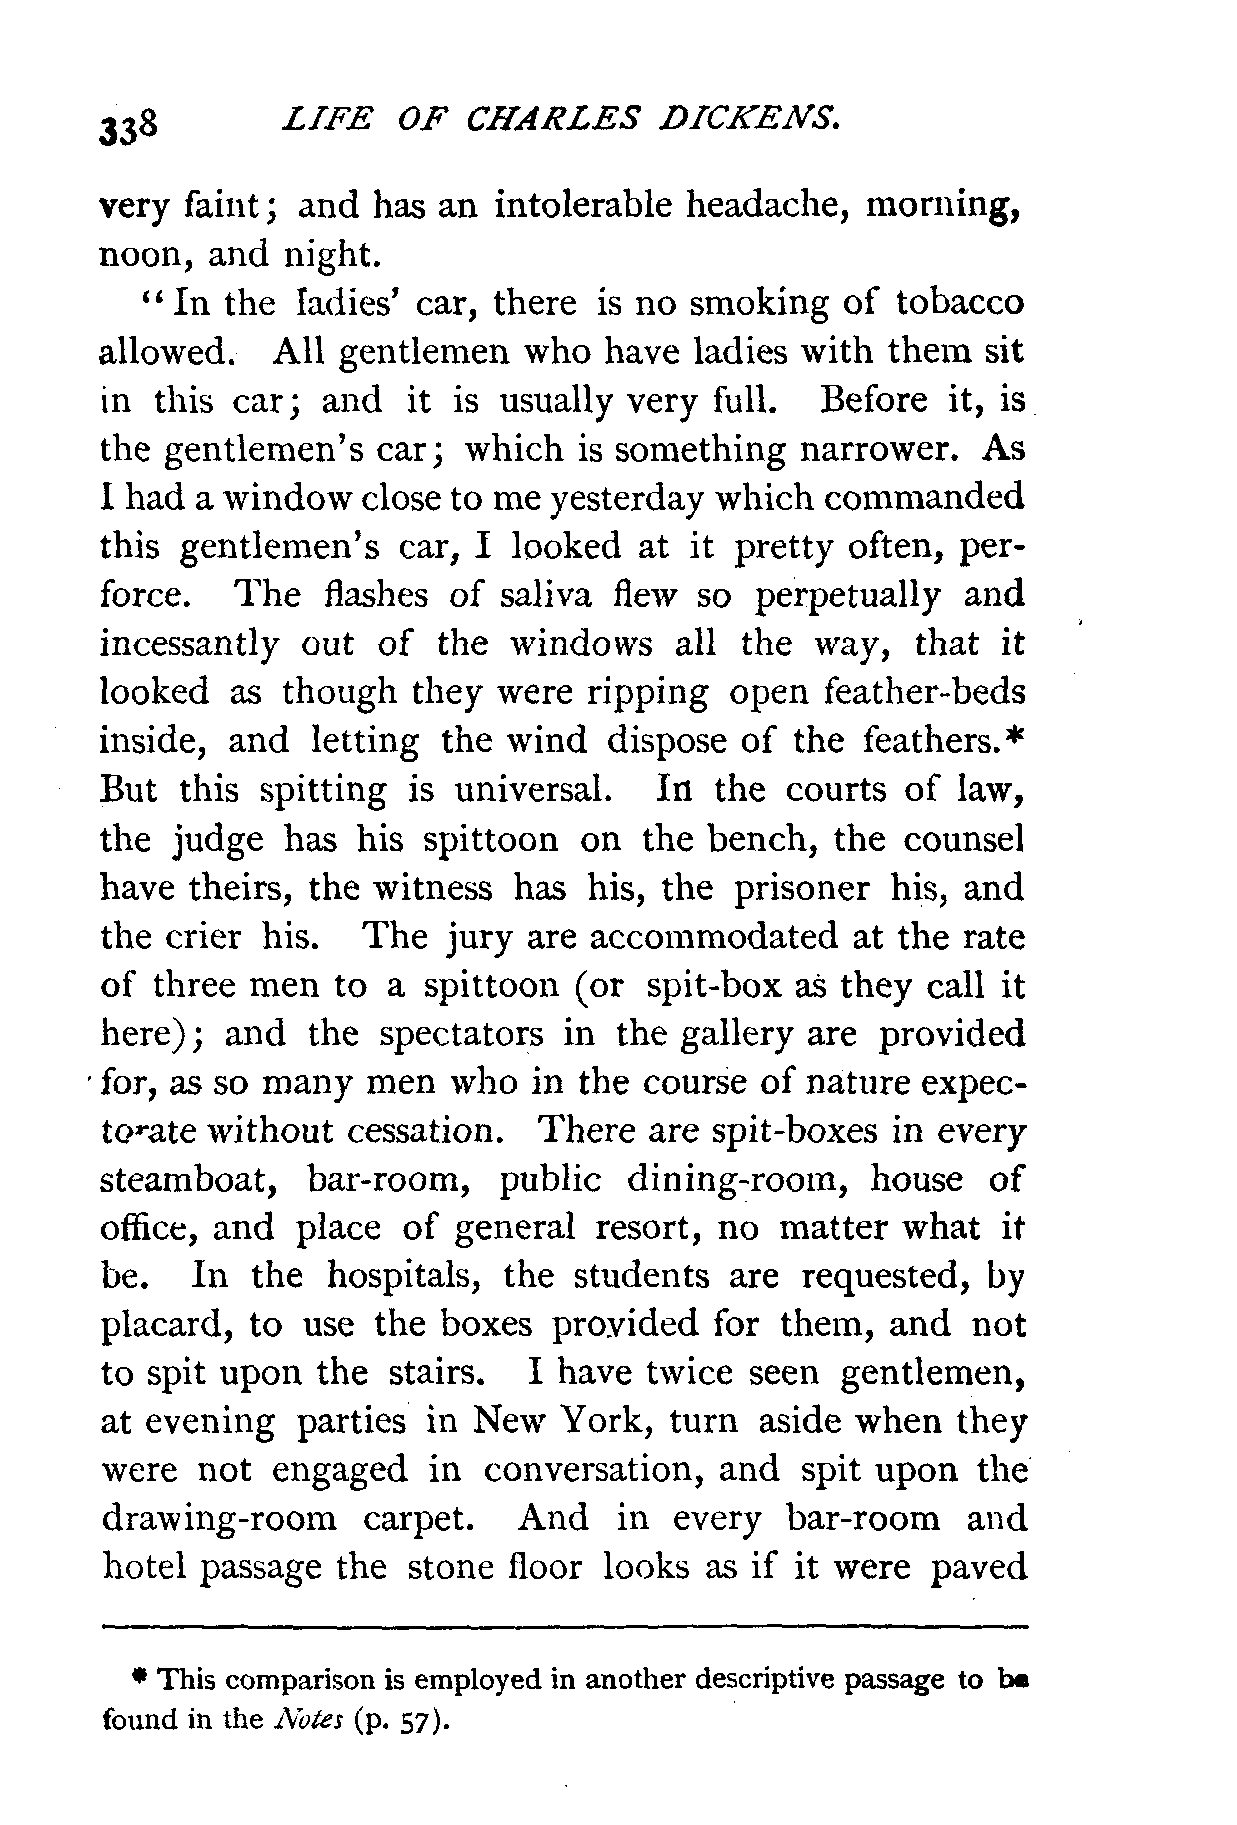 338 LIFE OF CHARLES DICKENS.
very faint; and has an intolerable headache, morning,
noon, and night.
“In the ladies' car, there is no smoking of tobacco
allowed. All gentlemen who have ladies with them sit
in this car; and it is usually very full. Before it, is
the gentlemen's car; which is something narrower. As
I had a window close to me yesterday which commanded
this gentlemen's car, I looked at it pretty often, per-
force. The flashes of saliva flew so perpetually and
incessantly out of the windows all the way, that it
looked as though they were ripping open feather-beds
inside, and letting the wind dispose of the feathers.*
But this spitting is universal. In the courts of law,
the judge has his spittoon on the bench, the counsel
have theirs, the witness has his, the prisoner his, and
the crier his. The jury are accommodated at the rate
of three men to a spittoon (or spit-box as they call it
here); and the spectators in the gallery are provided
for, as so many men who in the course of nature expec-
torate without cessation. There are spit-boxes in every
steamboat, bar-room, public dining-room, house of
office, and place of general resort, no matter what it
be. In the hospitals, the students are requested, by
placard, to use the boxes provided for them, and not
to spit upon the stairs. I have twice seen gentlemen,
at evening parties in New York, turn aside when they
were not engaged in conversation, and spit upon the
drawing-room carpet. And in every bar-room and
hotel passage the stone floor looks as if it were paved
* This comparison is employed in another descriptive passage to be
found in the Notes (p. 57).